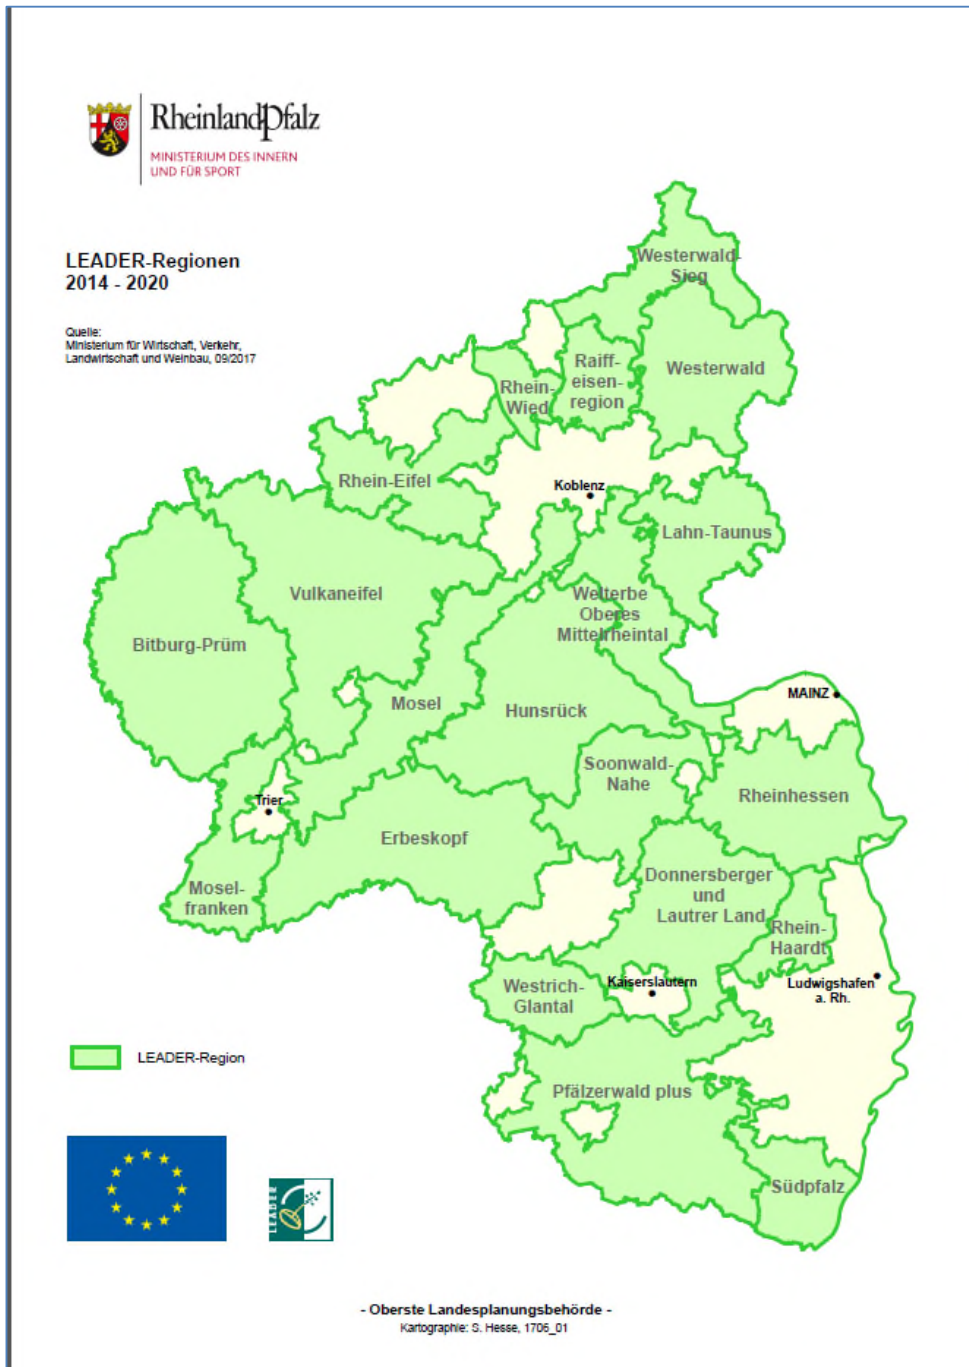 RheinlandPfalz
MINISTERIUM DES INNERN
UND FÜR SPORT
LEADER-Regionen
2014 - 2020
Quelle:
Ministerium für Wirtschaft, Verkehr,
Landwirtschaft und Weinbau, 09/2017
Westerwald-
Sieg
Westerwald
Raiff-
eisen-
region
Rhein-
Wied
Rhein-Eifel
Koblenz
Lahn-Taunus
Vulkaneifel
Welterbe
Oberes
Mittelrheintal
Bitburg-Prüm
Mosel
Hunsrück
MAINZ
Soonwald-
Nahe
Rheinhessen
Trier
Erbeskopf
Mosel-
franken
Donnersberger
und
Lautrer Land
Rhein-
Haardt
Westrich-
Glantal
Kaiserslautern
Ludwigshafen
a. Rh.
Pfälzerwald plus
Südpfalz
LEADER-Region
LEADER
- Oberste Landesplanungsbehörde -
Kartographie: S. Hesse, 1706_01